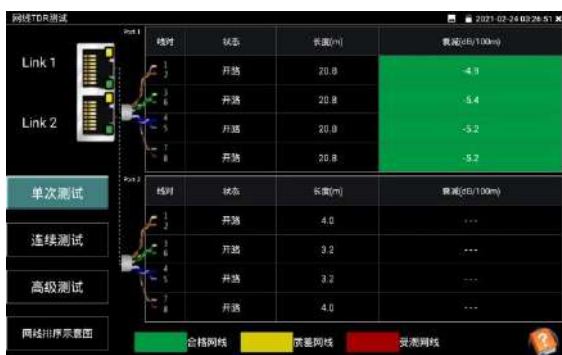 网线TDR测试 2021-02-24 03:26:51 ×
Port 1 线对 状态 长度(m) 衰减(dB/100m)
Link 1
1 2 开路 20.8 -4.9
3 6 开路 20.8 -5.4
Link 2
4 5 开路 20.8 -5.2
7 8 开路 20.8 -5.2
单次测试
Port 2 线对 状态 长度(m) 衰减(dB/100m)
1 2 开路 4.0 ---
连续测试
3 6 开路 3.2 ---
高级测试
4 5 开路 3.2 ---
7 8 开路 4.0 ---
网线排序示意图
合格网线 质差网线 受潮网线